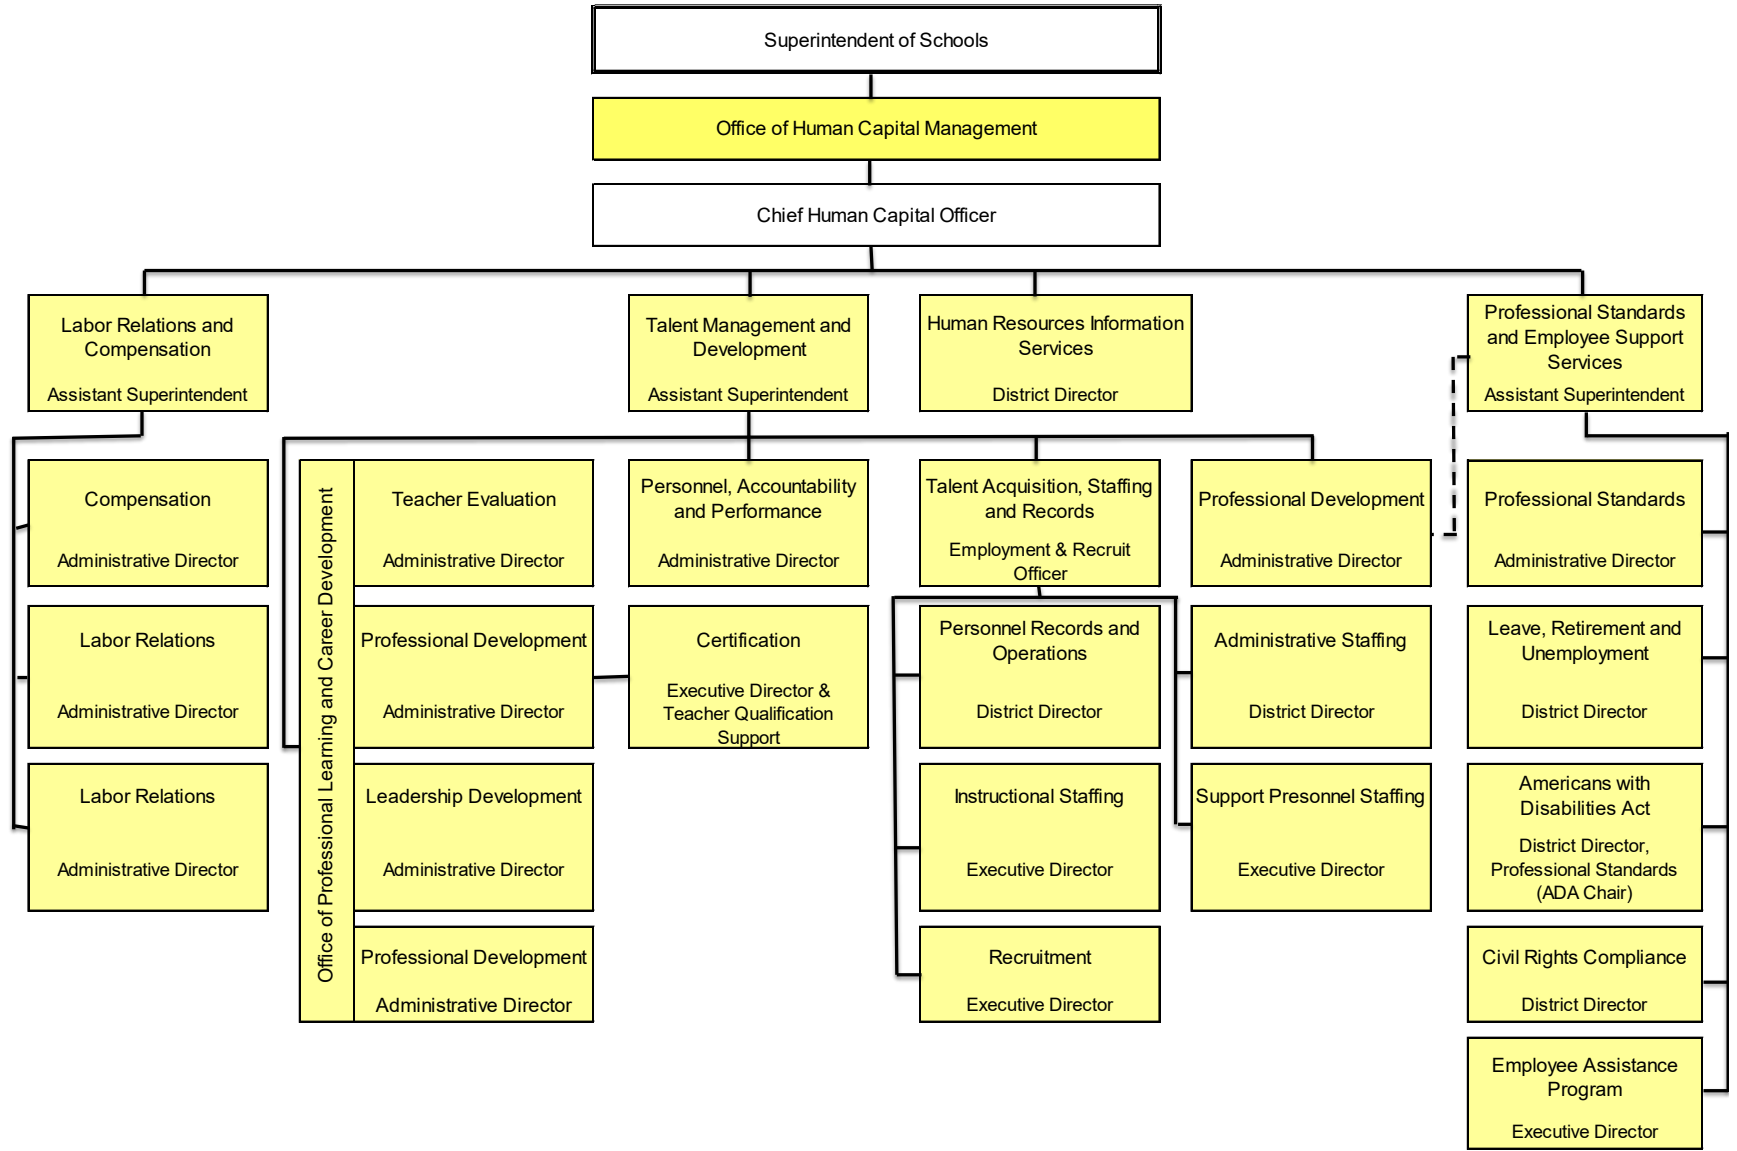 Superintendent of Schools
Office of Human Capital Management
Chief Human Capital Officer
Labor Relations and
Compensation
Assistant Superintendent
Talent Management and
Development
Assistant Superintendent
Human Resources Information
Services
District Director
Professional Standards
and Employee Support
Services
Assistant Superintendent
Compensation
Administrative Director
Labor Relations
Administrative Director
Labor Relations
Administrative Director
Office of Professional Learning and Career Development
Teacher Evaluation
Administrative Director
Professional Development
Administrative Director
Leadership Development
Administrative Director
Professional Development
Administrative Director
Personnel, Accountability
and Performance
Administrative Director
Certification
Executive Director &
Teacher Qualification
Support
Talent Acquisition, Staffing
and Records
Employment & Recruit
Officer
Personnel Records and
Operations
District Director
Instructional Staffing
Executive Director
Recruitment
Executive Director
Professional Development
Administrative Director
Administrative Staffing
District Director
Support Presonnel Staffing
Executive Director
Professional Standards
Administrative Director
Leave, Retirement and
Unemployment
District Director
Americans with
Disabilities Act
District Director,
Professional Standards
(ADA Chair)
Civil Rights Compliance
District Director
Employee Assistance
Program
Executive Director